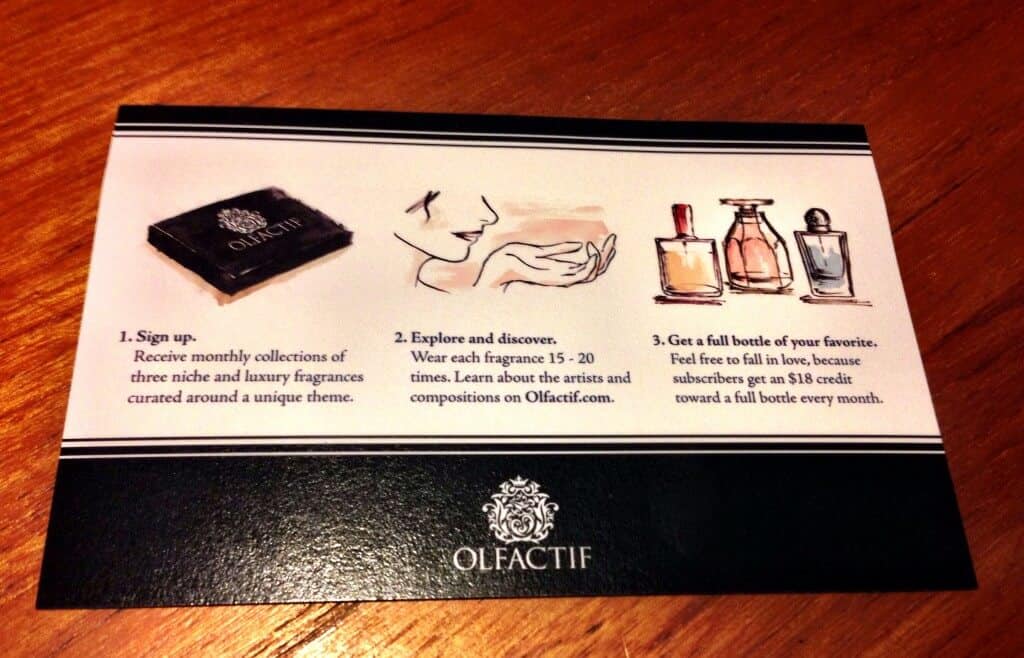 OLFACTIF
1. Sign up.
Receive monthly collections of
three niche and luxury fragrances
curated around a unique theme.
2. Explore and discover.
Wear each fragrance 15 - 20
times. Learn about the artists and
compositions on Olfactif.com.
3. Get a full bottle of your favorite.
Feel free to fall in love, because
subscribers get an $18 credit
toward a full bottle every month.
OLFACTIF